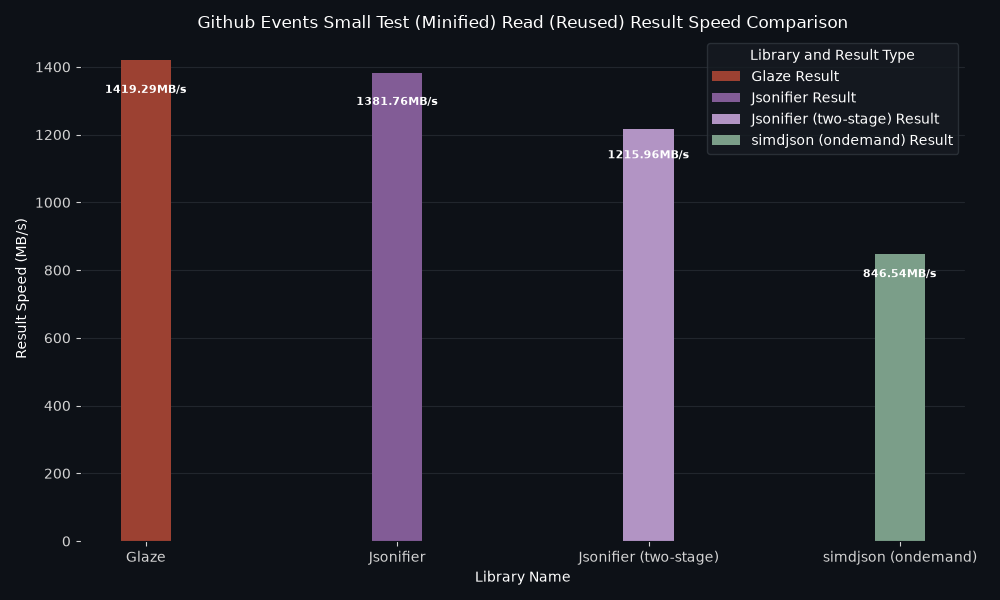 Github Events Small Test (Minified) Read (Reused) Result Speed Comparison
Library and Result Type
Glaze Result
Jsonifier Result
Jsonifier (two-stage) Result
simdjson (ondemand) Result
1419.29MB/s
1381.76MB/s
1215.96MB/s
846.54MB/s
Result Speed (MB/s)
1400
1200
1000
800
600
400
200
0
Glaze
Jsonifier
Jsonifier (two-stage)
simdjson (ondemand)
Library Name